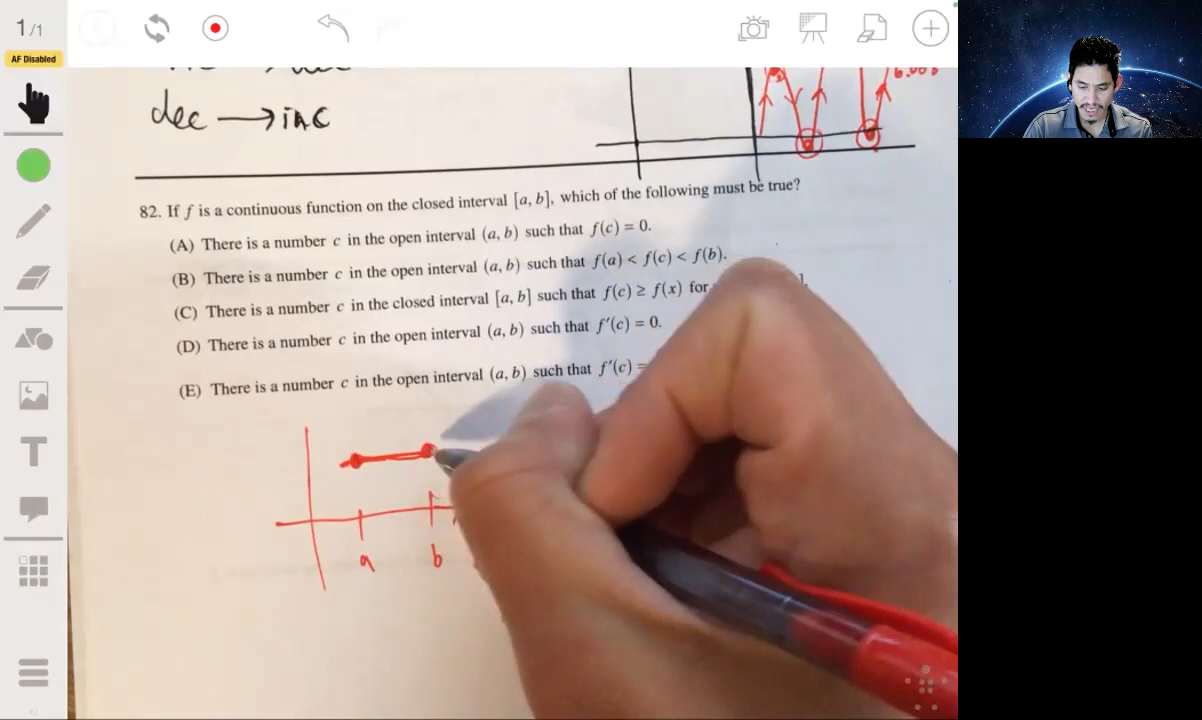 1/1
AF Disabled
dec → inc
82. If f is a continuous function on the closed interval [a, b], which of the following must be true?
(A) There is a number c in the open interval (a, b) such that f(c) = 0.
(B) There is a number c in the open interval (a, b) such that f(a) < f(c) < f(b).
(C) There is a number c in the closed interval [a, b] such that f(c) ≥ f(x) for
(D) There is a number c in the open interval (a, b) such that f′(c) = 0.
(E) There is a number c in the open interval (a, b) such that f′(c) =
a b
T